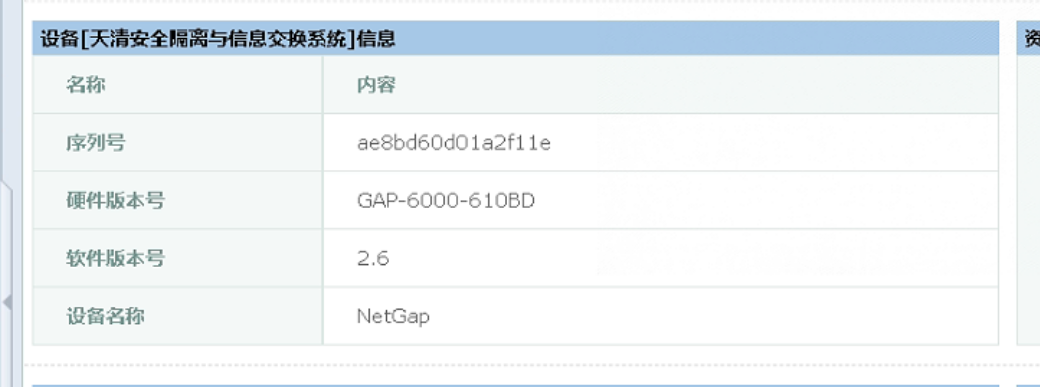 设备[天清安全隔离与信息交换系统]信息
资
名称 内容
序列号 ae8bd60d01a2f11e
硬件版本号 GAP-6000-610BD
软件版本号 2.6
设备名称 NetGap